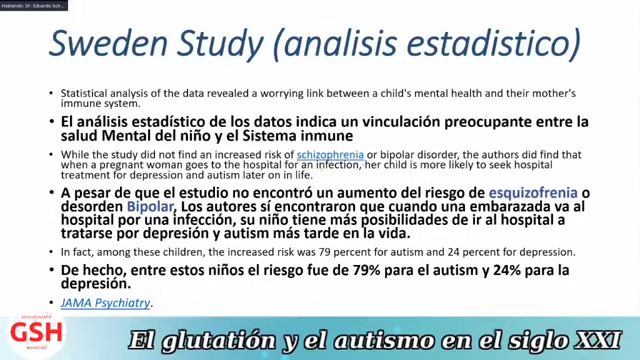 Hablando: Dr. Eduardo Sch...
Sweden Study (analisis estadistico)
• Statistical analysis of the data revealed a worrying link between a child's mental health and their mother's
immune system.
• El análisis estadístico de los datos indica un vinculación preocupante entre la
salud Mental del niño y el Sistema inmune
• While the study did not find an increased risk of schizophrenia or bipolar disorder, the authors did find that
when a pregnant woman goes to the hospital for an infection, her child is more likely to seek hospital
treatment for depression and autism later on in life.
• A pesar de que el estudio no encontró un aumento del riesgo de esquizofrenia o
desorden Bipolar, Los autores sí encontraron que cuando una embarazada va al
hospital por una infección, su niño tiene más posibilidades de ir al hospital a
tratarse por depresión y autism más tarde en la vida.
• In fact, among these children, the increased risk was 79 percent for autism and 24 percent for depression.
• De hecho, entre estos niños el riesgo fue de 79% para el autism y 24% para la
depresión.
• JAMA Psychiatry.
GSH
El glutatión y el autismo en el siglo XXI